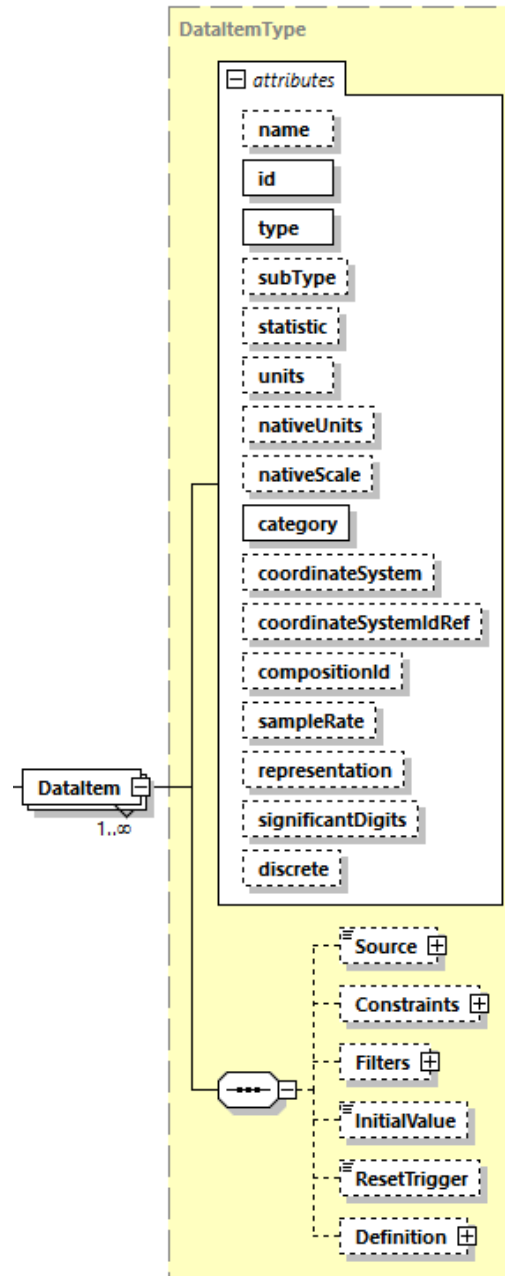 DataItemType
attributes
name
id
type
subType
statistic
units
nativeUnits
nativeScale
category
coordinateSystem
coordinateSystemIdRef
compositionId
sampleRate
representation
significantDigits
discrete
DataItem
1..∞
Source
Constraints
Filters
InitialValue
ResetTrigger
Definition